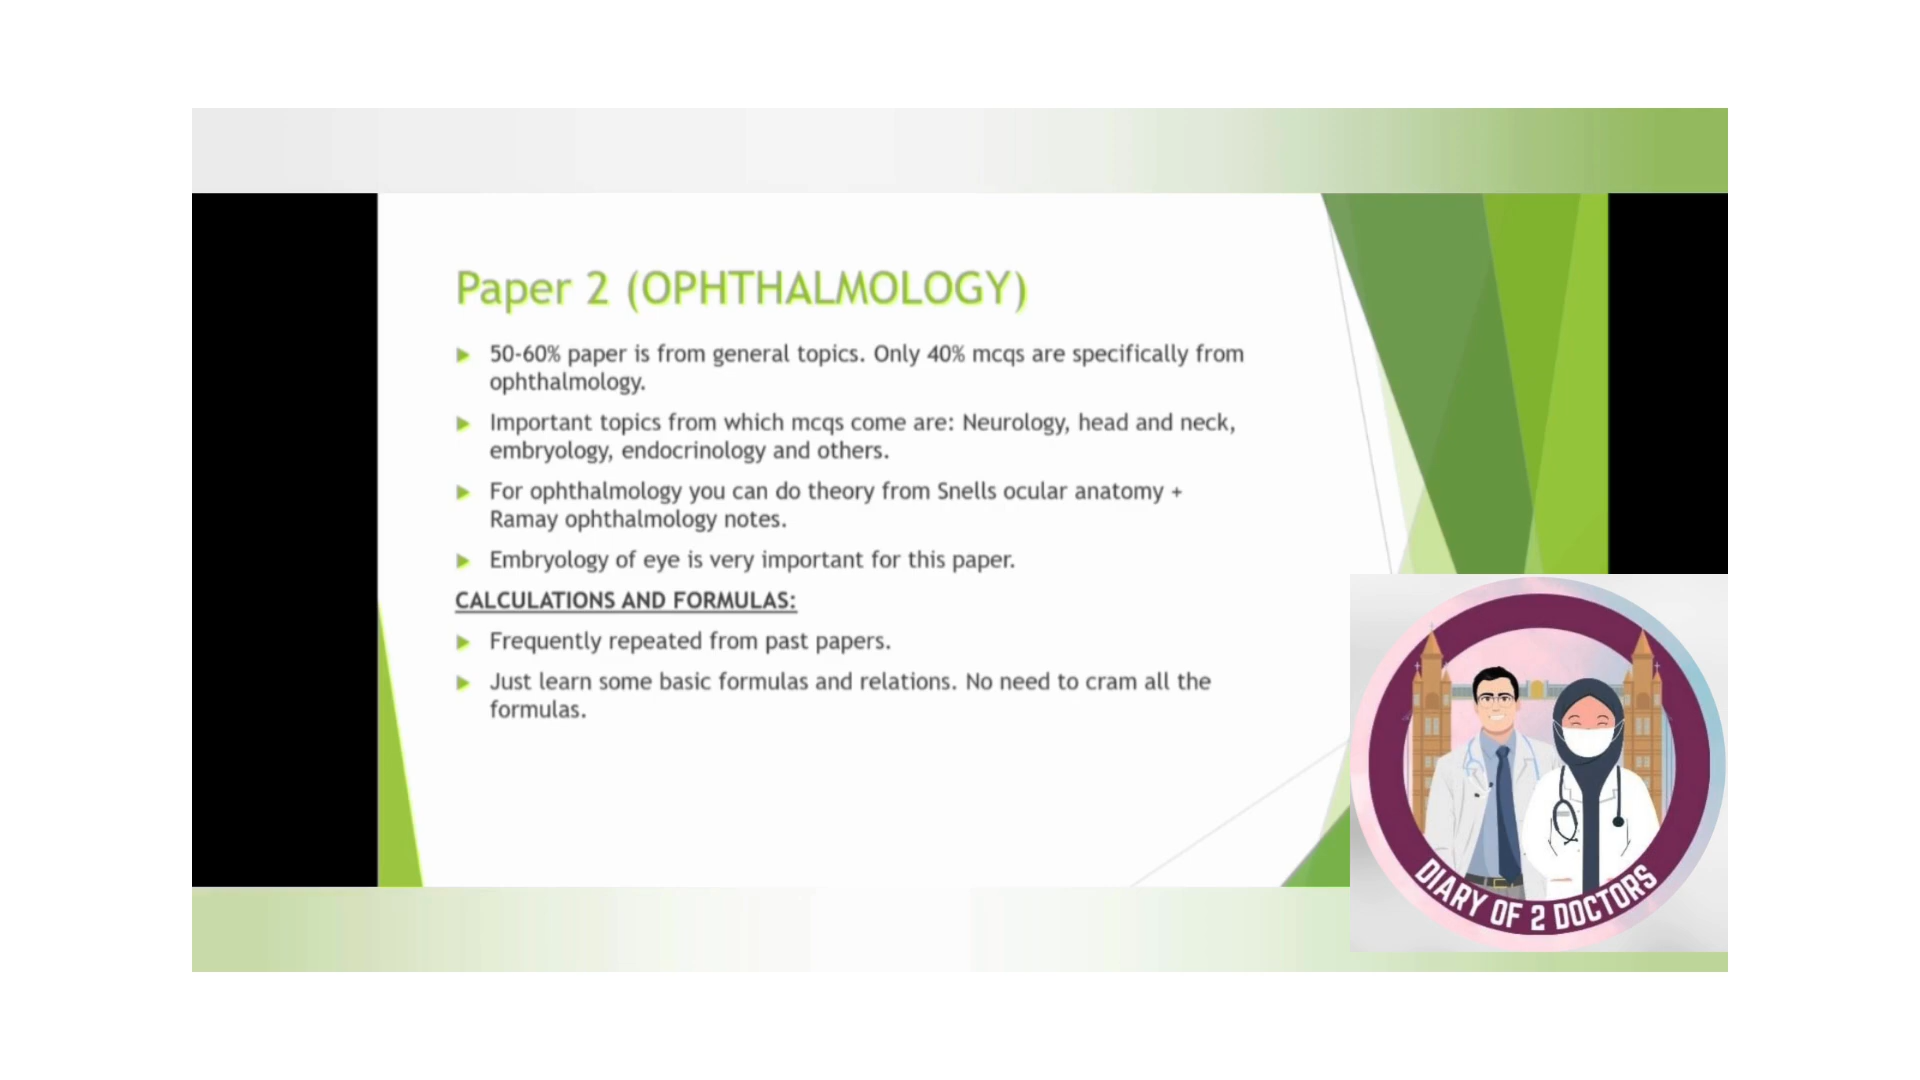 Paper 2 (OPHTHALMOLOGY)
50-60% paper is from general topics. Only 40% mcqs are specifically from
ophthalmology.
Important topics from which mcqs come are: Neurology, head and neck,
embryology, endocrinology and others.
For ophthalmology you can do theory from Snells ocular anatomy +
Ramay ophthalmology notes.
Embryology of eye is very important for this paper.
CALCULATIONS AND FORMULAS:
Frequently repeated from past papers.
Just learn some basic formulas and relations. No need to cram all the
formulas.
DIARY OF 2 DOCTORS